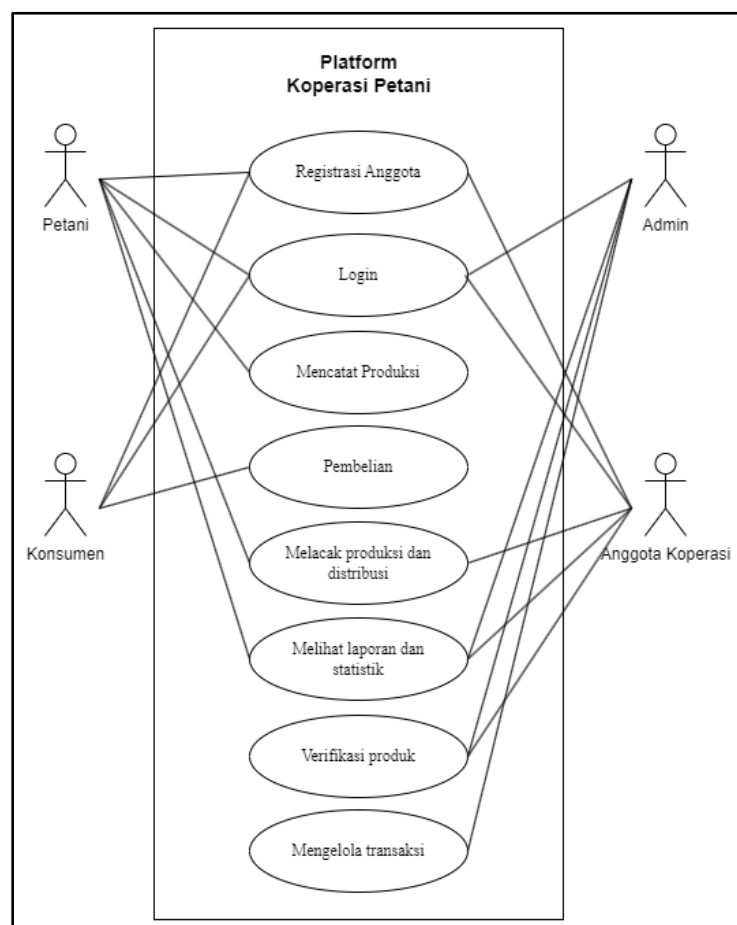 Platform
Koperasi Petani
Registrasi Anggota
Petani
Admin
Login
Mencatat Produksi
Pembelian
Konsumen
Anggota Koperasi
Melacak produksi dan
distribusi
Melihat laporan dan
statistik
Verifikasi produk
Mengelola transaksi